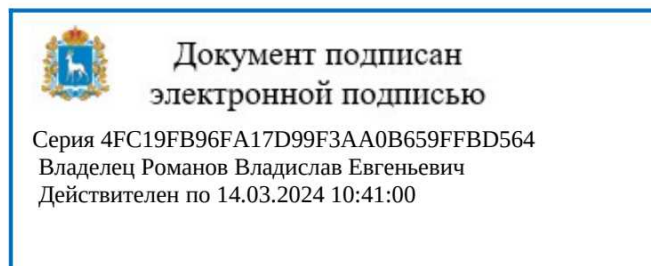 Документ подписан
электронной подписью
Серия 4FC19FB96FA17D99F3AA0B659FFBD564
Владелец Романов Владислав Евгеньевич
Действителен по 14.03.2024 10:41:00